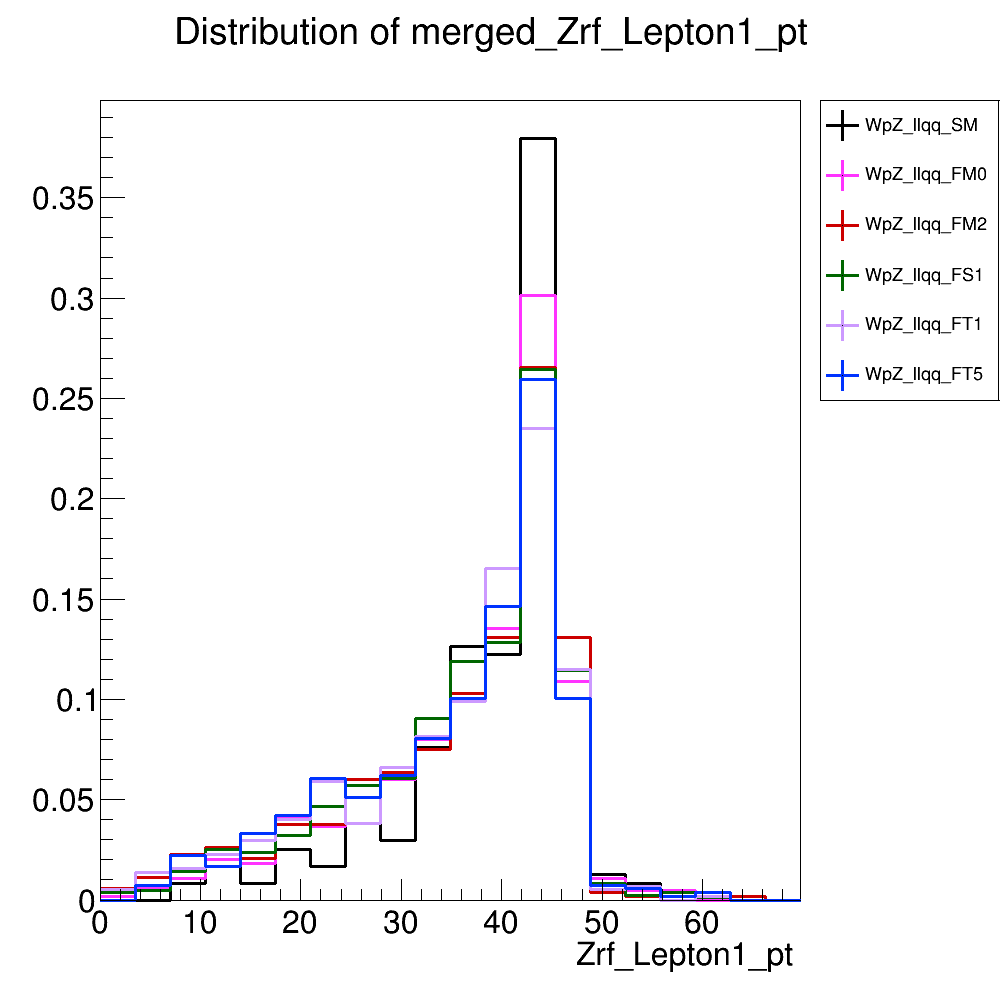 Distribution of merged_Zrf_Lepton1_pt
WpZ_llqq_SM
WpZ_llqq_FM0
WpZ_llqq_FM2
WpZ_llqq_FS1
WpZ_llqq_FT1
WpZ_llqq_FT5
0.35
0.3
0.25
0.2
0.15
0.1
0.05
0
0 10 20 30 40 50 60
Zrf_Lepton1_pt